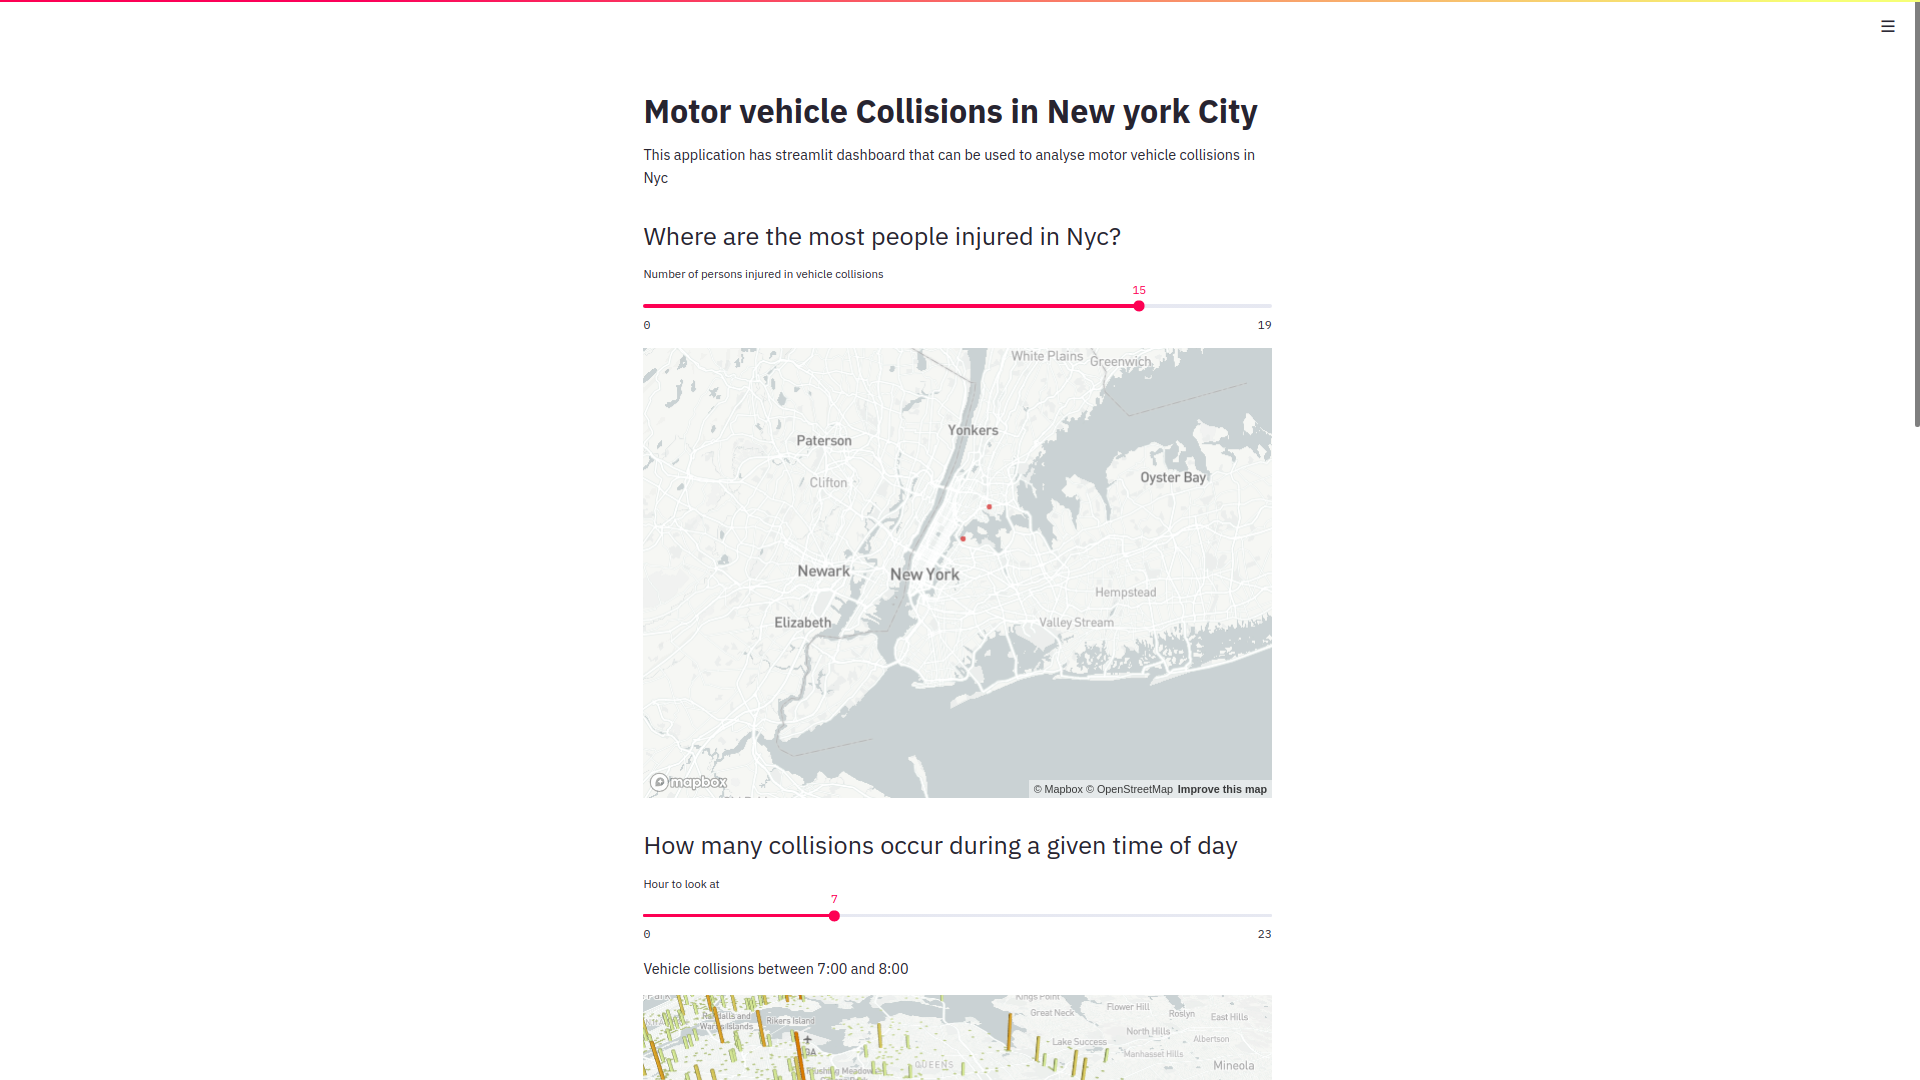 Motor vehicle Collisions in New york City
This application has streamlit dashboard that can be used to analyse motor vehicle collisions in
Nyc
Where are the most people injured in Nyc?
Number of persons injured in vehicle collisions
15
0 19
White Plains
Greenwich
Yonkers
Paterson
Oyster Bay
Clifton
Newark
New York
Hempstead
Elizabeth
Valley Stream
mapbox
© Mapbox © OpenStreetMap Improve this map
How many collisions occur during a given time of day
Hour to look at
7
0 23
Vehicle collisions between 7:00 and 8:00
Park
Kings Point
Flower Hill
Great Neck
Roslyn
Randalls and
Wards Islands
Rikers Island
East Hills
North Hills
Lake Success
Albertson
Manhasset Hills
QUEENS
Mineola
Flushing Meadows